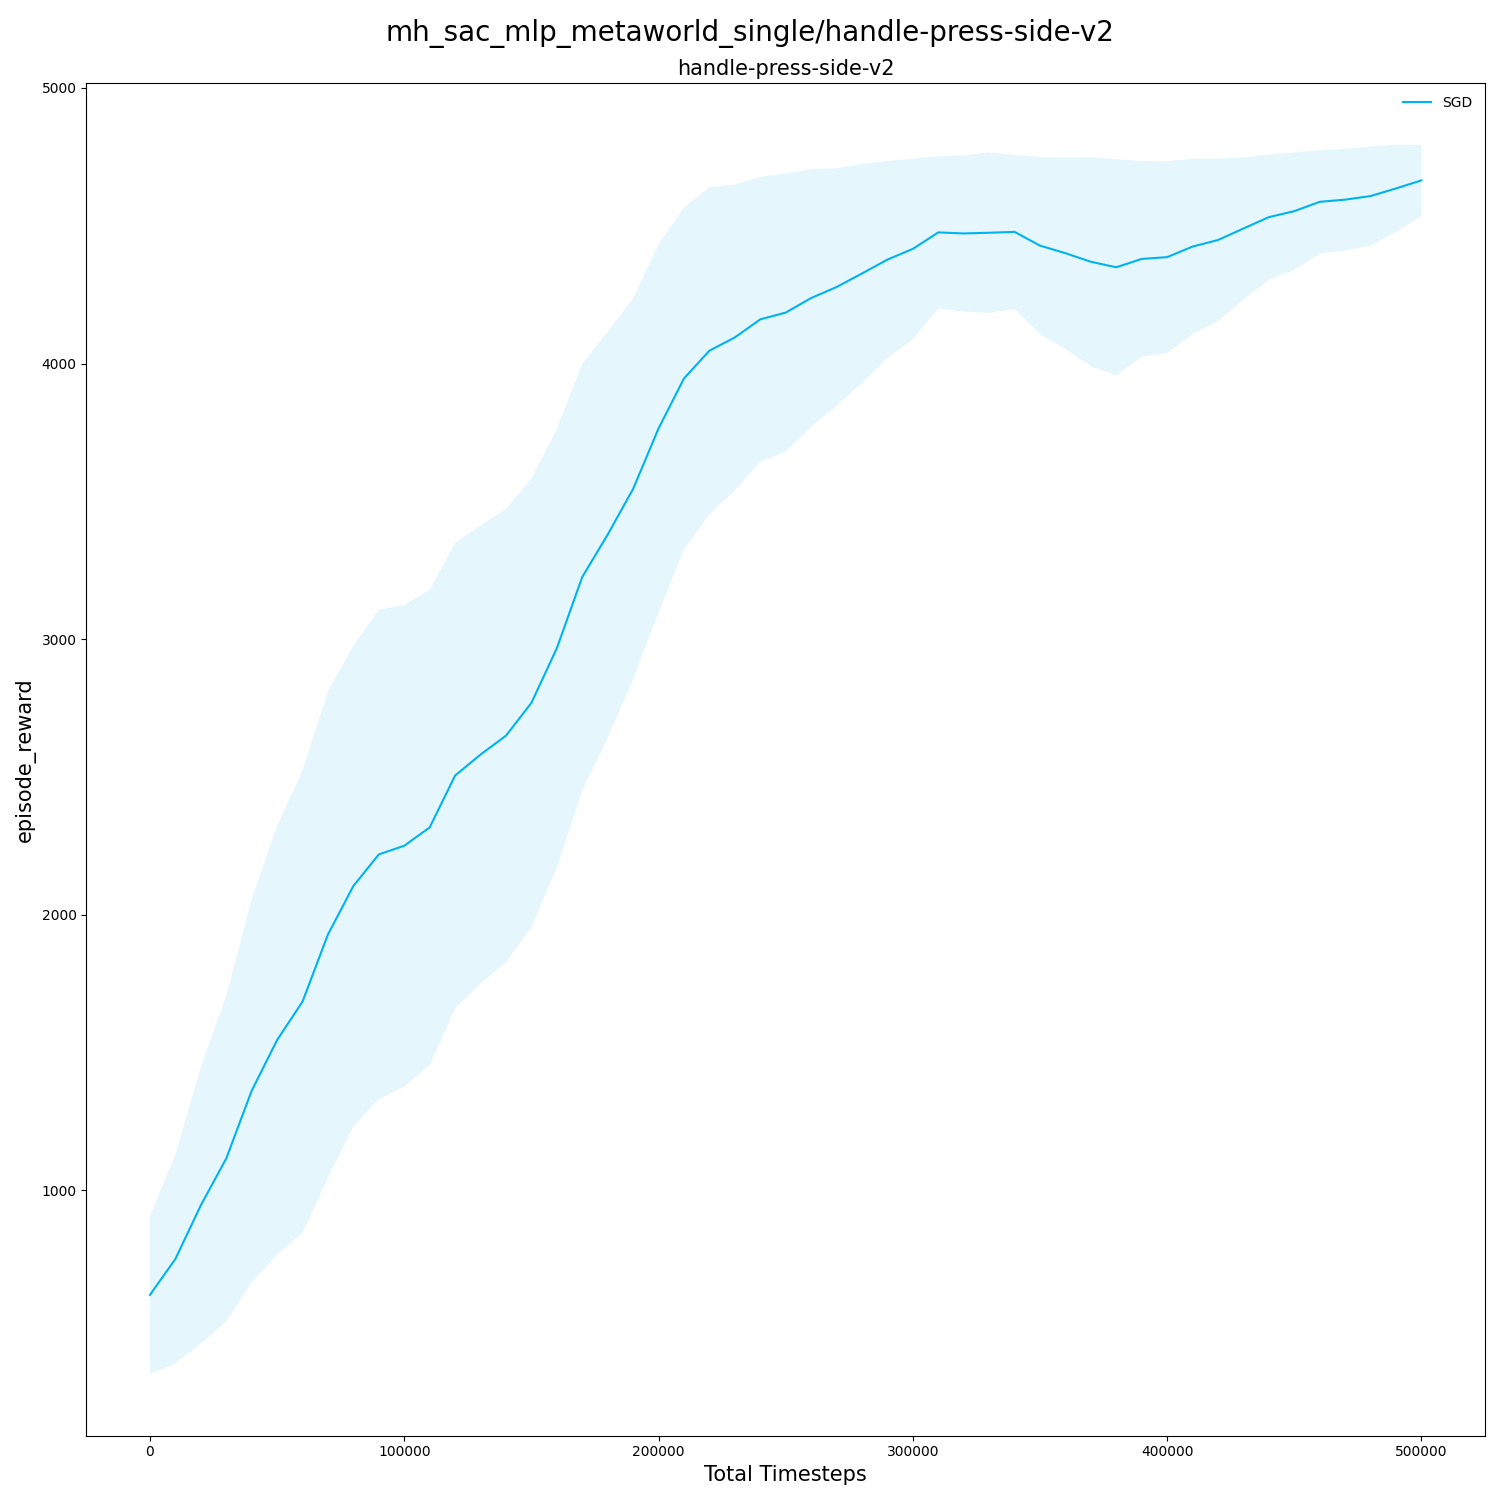 mh_sac_mlp_metaworld_single/handle-press-side-v2
handle-press-side-v2
SGD
5000
4000
3000
2000
1000
episode_reward
0
100000
200000
300000
400000
500000
Total Timesteps